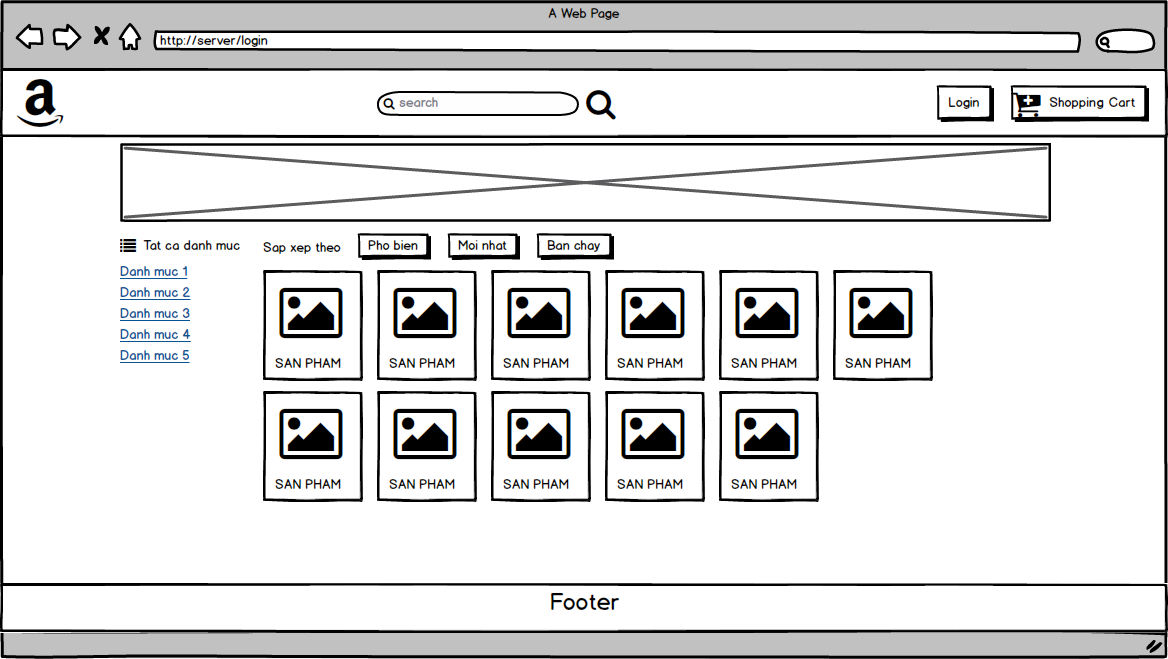 A Web Page
http://server/login
a
search
Login
Shopping Cart
Tat ca danh muc
Sap xep theo
Pho bien
Moi nhat
Ban chay
Danh muc 1
Danh muc 2
Danh muc 3
Danh muc 4
Danh muc 5
SAN PHAM
SAN PHAM
SAN PHAM
SAN PHAM
SAN PHAM
SAN PHAM
SAN PHAM
SAN PHAM
SAN PHAM
SAN PHAM
SAN PHAM
Footer